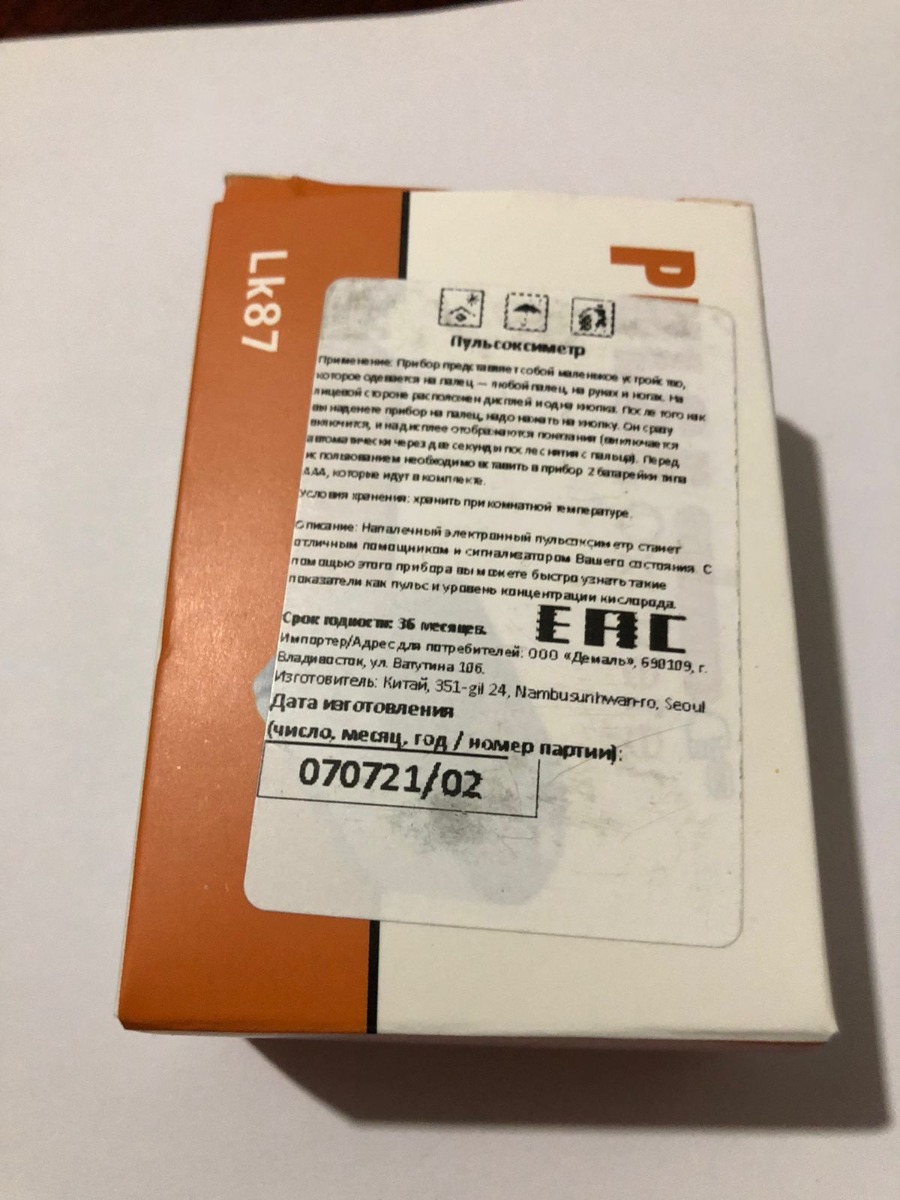 Lk87
Пульсоксиметр
Применение: Прибор представляет собой маленькое устройство,
которое одевается на палец — любой палец, на руках и ногах. На
лицевой стороне расположен дисплей и одна кнопка. После того как
вы наденете прибор на палец, надо нажать на кнопку. Он сразу
включится, и на дисплее отображаются показания (выключается
автоматически через две секунды после снятия с пальца). Перед
использованием необходимо вставить в прибор 2 батарейки типа
ААА, которые идут в комплекте.
Условия хранения: хранить при комнатной температуре.
Описание: Напалечный электронный пульсоксиметр станет
отличным помощником и сигнализатором Вашего состояния. С
помощью этого прибора вы можете быстро узнать такие
показатели как пульс и уровень концентрации кислорода.
EAC
Срок годности: 36 месяцев.
Импортер/Адрес для потребителей: ООО «Демаль», 690109, г.
Владивосток, ул. Ватутина 10б.
Изготовитель: Китай, 351-gil 24, Nambusunhwan-ro, Seoul
Дата изготовления
(число, месяц, год / номер партии):
070721/02